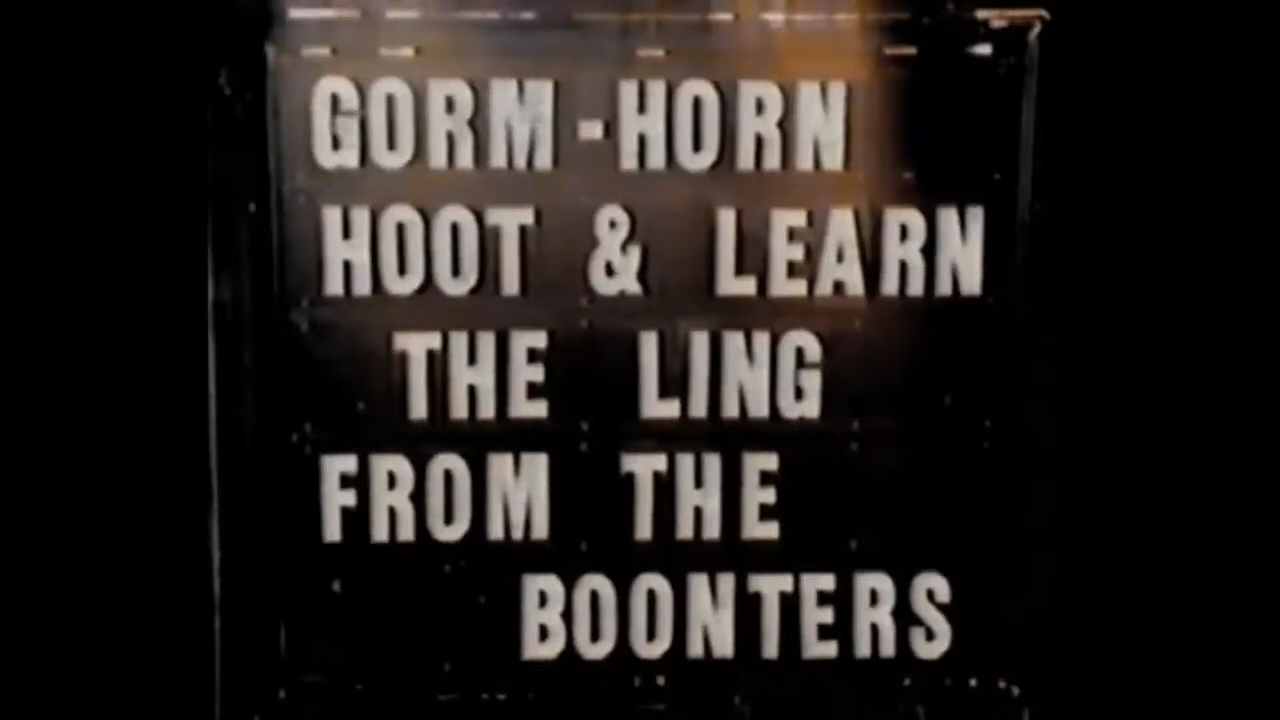 GORM-HORN
HOOT & LEARN
THE LING
FROM THE
BOONTERS